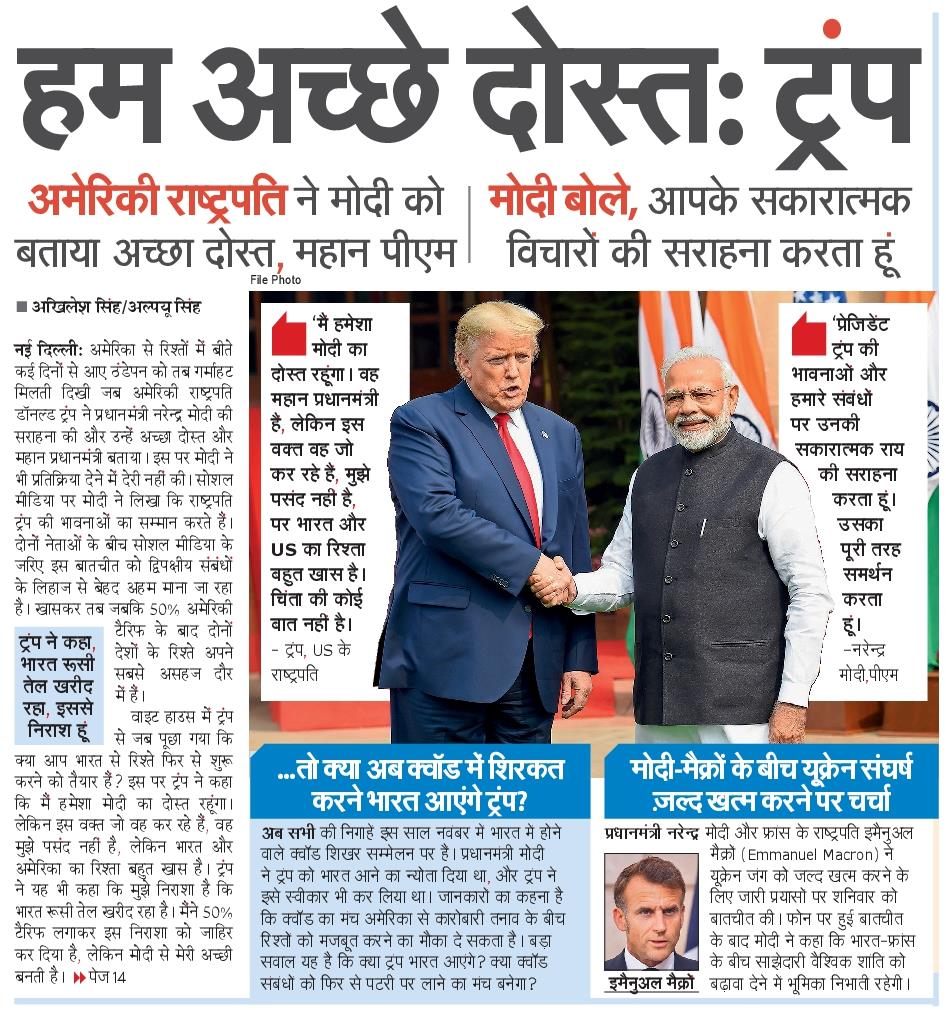 हम अच्छे दोस्त: ट्रंप
अमेरिकी राष्ट्रपति ने मोदी को
बताया अच्छा दोस्त, महान पीएम
मोदी बोले, आपके सकारात्मक
विचारों की सराहना करता हूं
File Photo
■ अखिलेश सिंह/अल्पयू सिंह
नई दिल्ली: अमेरिका से रिश्तों में बीते
कई दिनों से आए ठंडेपन को तब गर्माहट
मिलती दिखी जब अमेरिकी राष्ट्रपति
डॉनल्ड ट्रंप ने प्रधानमंत्री नरेन्द्र मोदी की
सराहना की और उन्हें अच्छा दोस्त और
महान प्रधानमंत्री बताया। इस पर मोदी ने
भी प्रतिक्रिया देने में देरी नहीं की। सोशल
मीडिया पर मोदी ने लिखा कि राष्ट्रपति
ट्रंप की भावनाओं का सम्मान करते हैं।
दोनों नेताओं के बीच सोशल मीडिया के
जरिए इस बातचीत को द्विपक्षीय संबंधों
के लिहाज से बेहद अहम माना जा रहा
है। खासकर तब जबकि 50% अमेरिकी
टैरिफ के बाद दोनों
देशों के रिश्ते अपने
सबसे असहज दौर
में हैं।
ट्रंप ने कहा,
भारत रूसी
तेल खरीद
रहा, इससे
निराश हूं
वाइट हाउस में ट्रंप
से जब पूछा गया कि
क्या आप भारत से रिश्ते फिर से शुरू
करने को तैयार हैं? इस पर ट्रंप ने कहा
कि मैं हमेशा मोदी का दोस्त रहूंगा।
लेकिन इस वक्त जो वह कर रहे हैं, वह
मुझे पसंद नहीं है, लेकिन भारत और
अमेरिका का रिश्ता बहुत खास है। ट्रंप
ने यह भी कहा कि मुझे निराशा है कि
भारत रूसी तेल खरीद रहा है। मैंने 50%
टैरिफ लगाकर इस निराशा को जाहिर
कर दिया है, लेकिन मोदी से मेरी अच्छी
बनती है। ▶▶पेज 14
‘मैं हमेशा
मोदी का
दोस्त रहूंगा। वह
महान प्रधानमंत्री
हैं, लेकिन इस
वक्त वह जो
कर रहे हैं, मुझे
पसंद नहीं है,
पर भारत और
US का रिश्ता
बहुत खास है।
चिंता की कोई
बात नहीं है।
- ट्रंप, US के
राष्ट्रपति
‘प्रेजिडेंट
ट्रंप की
भावनाओं और
हमारे संबंधों
पर उनकी
सकारात्मक राय
की सराहना
करता हूं।
उसका
पूरी तरह
समर्थन
करता
हूं।
–नरेन्द्र
मोदी,पीएम
...तो क्या अब क्वॉड में शिरकत
करने भारत आएंगे ट्रंप?
अब सभी की निगाहें इस साल नवंबर में भारत में होने
वाले क्वॉड शिखर सम्मेलन पर है। प्रधानमंत्री मोदी
ने ट्रंप को भारत आने का न्योता दिया था, और ट्रंप ने
इसे स्वीकार भी कर लिया था। जानकारों का कहना है
कि क्वॉड का मंच अमेरिका से कारोबारी तनाव के बीच
रिश्तों को मजबूत करने का मौका दे सकता है। बड़ा
सवाल यह है कि क्या ट्रंप भारत आएंगे? क्या क्वॉड
संबधों को फिर से पटरी पर लाने का मंच बनेगा?
मोदी-मैक्रों के बीच यूक्रेन संघर्ष
ज़ल्द खत्म करने पर चर्चा
प्रधानमंत्री नरेन्द्र मोदी और फ्रांस के राष्ट्रपति इमैनुअल
मैक्रों (Emmanuel Macron) ने
यूक्रेन जंग को जल्द खत्म करने के
लिए जारी प्रयासों पर शनिवार को
बातचीत की। फोन पर हुई बातचीत
के बाद मोदी ने कहा कि भारत-फ्रांस
के बीच साझेदारी वैश्विक शांति को
बढ़ावा देने में भूमिका निभाती रहेगी।
इमैनुअल मैक्रों